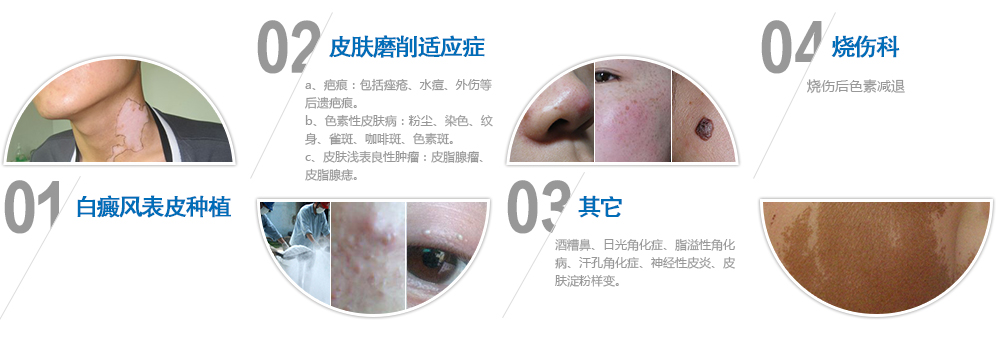 01
白癜风表皮种植
02
皮肤磨削适应症
a、疤痕：包括痤疮、水痘、外伤等
后遗疤痕。
b、色素性皮肤病：粉尘、染色、纹
身、雀斑、咖啡斑、色素斑。
c、皮肤浅表良性肿瘤：皮脂腺瘤、
皮脂腺痣。
03
其它
酒糟鼻、日光角化症、脂溢性角化
病、汗孔角化症、神经性皮炎、皮
肤淀粉样变。
04
烧伤科
烧伤后色素减退